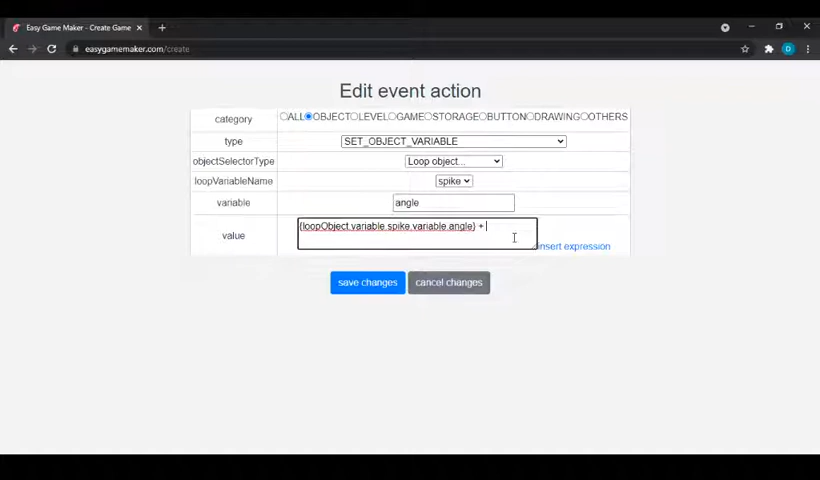 Easy Game Maker - Create Game
easygamemaker.com/create
D
Edit event action
category ALL OBJECT LEVEL GAME STORAGE BUTTON DRAWING OTHERS
type SET_OBJECT_VARIABLE
objectSelectorType Loop object...
loopVariableName spike
variable angle
value {loopObject.variable.spike.variable.angle} +
insert expression
save changes cancel changes